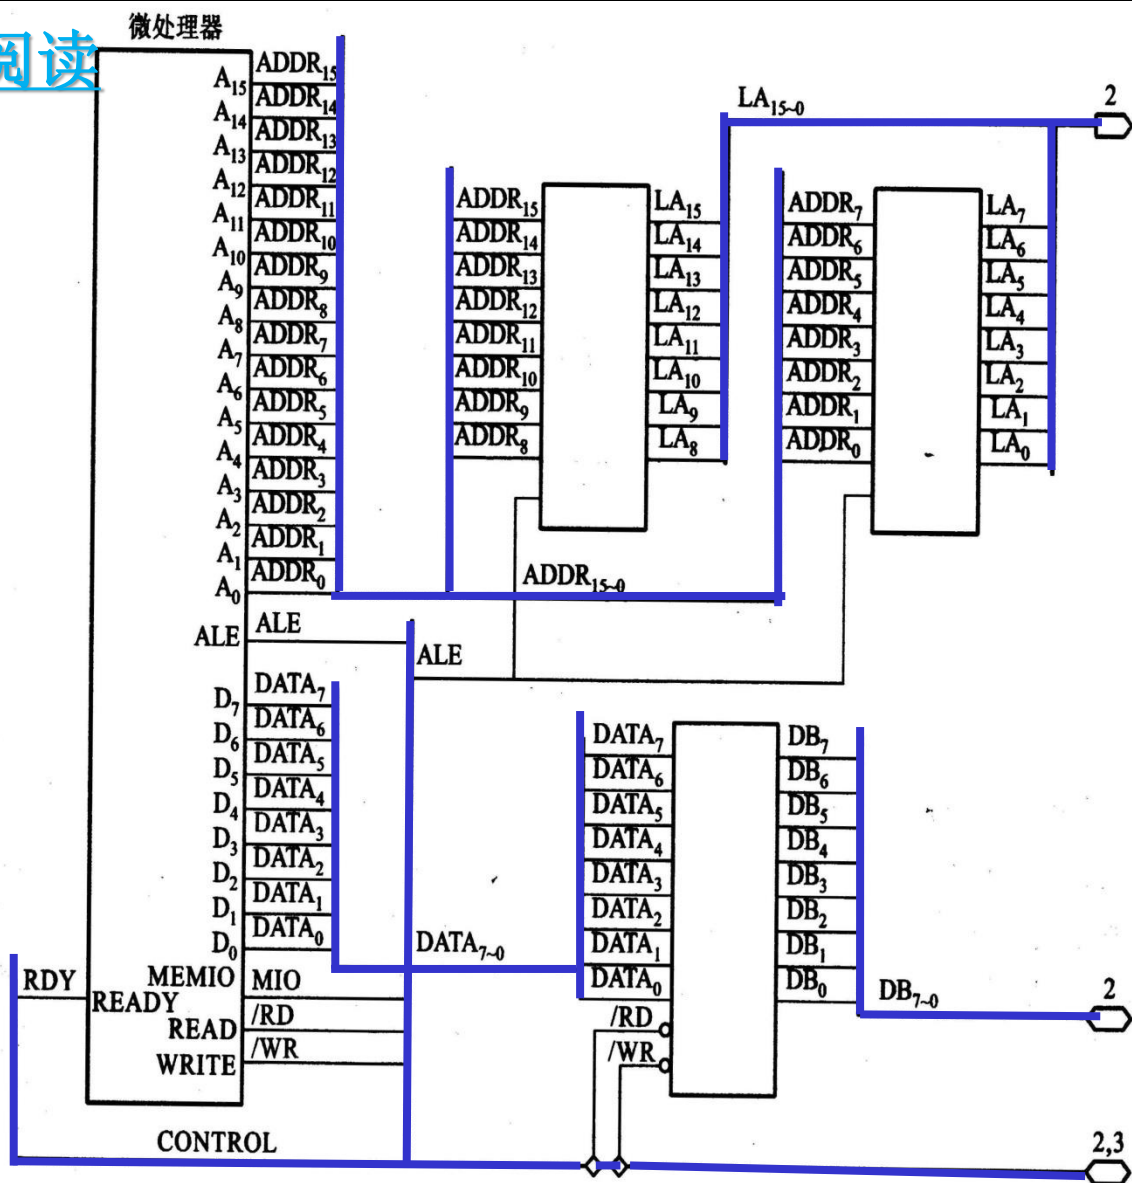 阅读
微处理器
A15 ADDR15
A14 ADDR14
A13 ADDR13
A12 ADDR12
A11 ADDR11
A10 ADDR10
A9 ADDR9
A8 ADDR8
A7 ADDR7
A6 ADDR6
A5 ADDR5
A4 ADDR4
A3 ADDR3
A2 ADDR2
A1 ADDR1
A0 ADDR0
ALE ALE
D7 DATA7
D6 DATA6
D5 DATA5
D4 DATA4
D3 DATA3
D2 DATA2
D1 DATA1
D0 DATA0
MEMIO MIO
RDY READY
READ /RD
WRITE /WR
CONTROL
ADDR15 LA15
ADDR14 LA14
ADDR13 LA13
ADDR12 LA12
ADDR11 LA11
ADDR10 LA10
ADDR9 LA9
ADDR8 LA8
LA15~0
2
ADDR7 LA7
ADDR6 LA6
ADDR5 LA5
ADDR4 LA4
ADDR3 LA3
ADDR2 LA2
ADDR1 LA1
ADDR0 LA0
ADDR15~0
ALE
DATA7 DB7
DATA6 DB6
DATA5 DB5
DATA4 DB4
DATA3 DB3
DATA2 DB2
DATA1 DB1
DATA0 DB0
DATA7~0
/RD
/WR
DB7~0
2
2,3